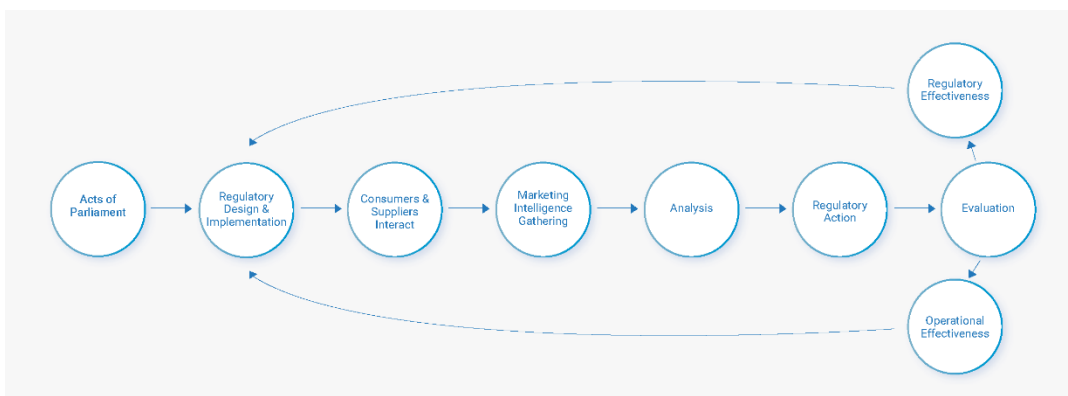 Regulatory
Effectiveness
Acts of
Parliament
Regulatory
Design &
Implementation
Consumers &
Suppliers
Interact
Marketing
Intelligence
Gathering
Analysis
Regulatory
Action
Evaluation
Operational
Effectiveness